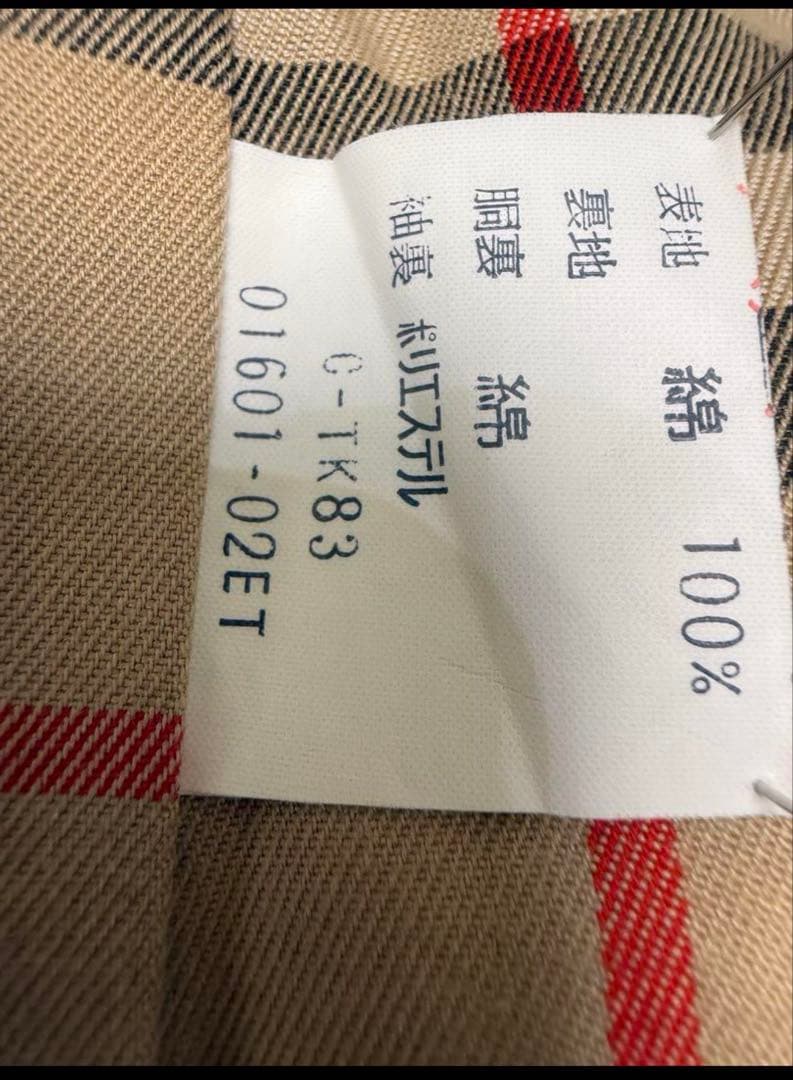 表地 綿 100%
裏地
胴裏 綿
袖裏 ポリエステル
C-TK83
01601-02ET